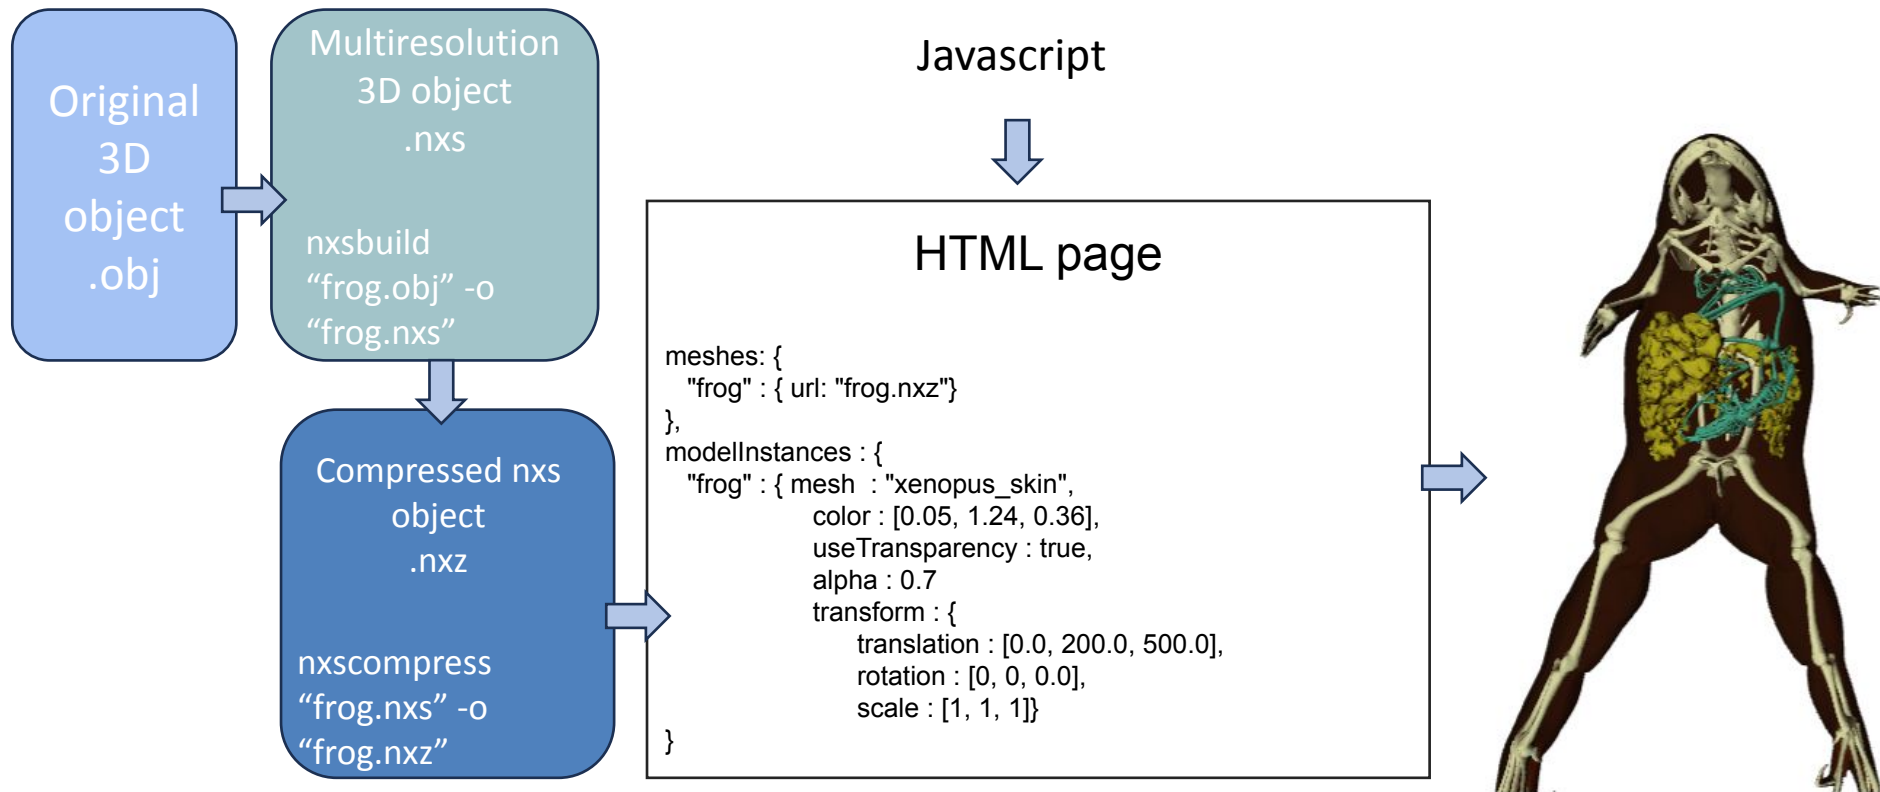 Original
3D
object
.obj
Multiresolution
3D object
.nxs
nxsbuild
“frog.obj” -o
“frog.nxs”
Compressed nxs
object
.nxz
nxscompress
“frog.nxs” -o
“frog.nxz”
Javascript
HTML page
meshes: {
"frog" : { url: "frog.nxz"}
},
modelInstances : {
"frog" : { mesh : "xenopus_skin",
color : [0.05, 1.24, 0.36],
useTransparency : true,
alpha : 0.7
transform : {
translation : [0.0, 200.0, 500.0],
rotation : [0, 0, 0.0],
scale : [1, 1, 1]}
}